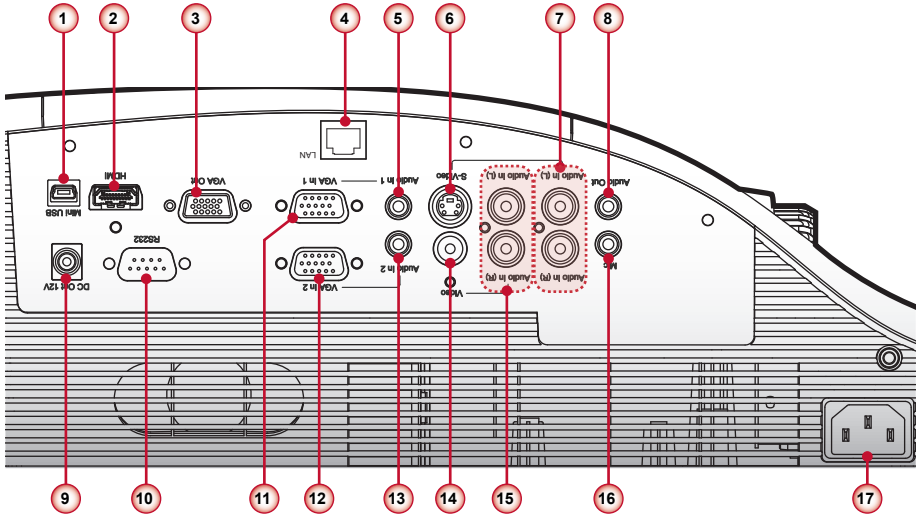 1 2 3 4 5 6 7 8
LAN
Mini USB
HDMI
VGA Out
VGA In 1
Audio In 1
S-Video
Audio In (L)
Audio In (L)
Audio Out
DC Out 12V
RS232
VGA In 2
Audio In 2
Video
Audio In (R)
Audio In (R)
Mic
9 10 11 12 13 14 15 16 17